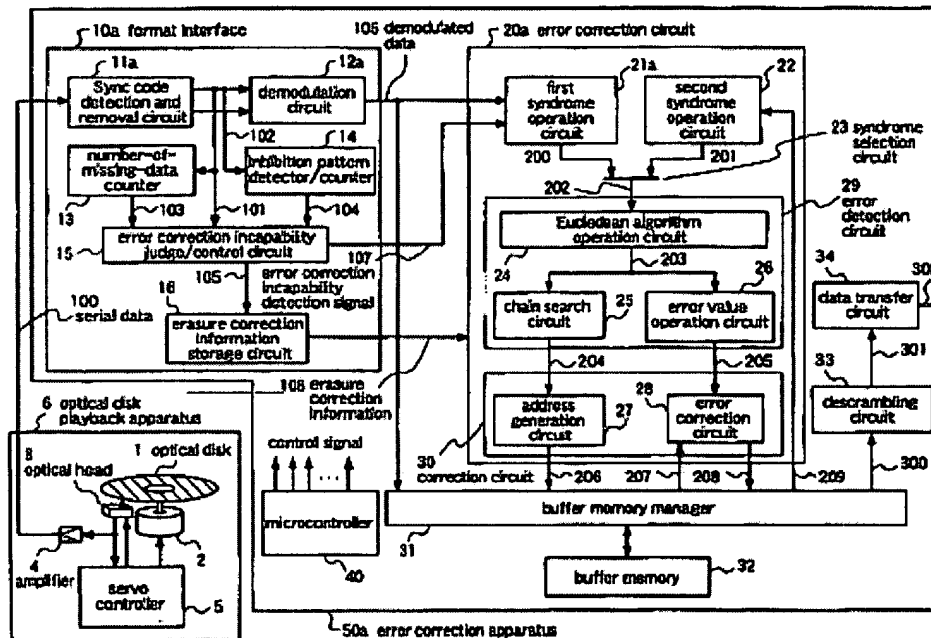 10a format interface
106 demodulated
data
20a error correction circuit
11a
Sync code
detection and
removal circuit
12a
demodulation
circuit
21a
first
syndrome
operation
circuit
22
second
syndrome
operation
circuit
102
14
number-of-
missing-data
counter
Inhibition pattern
detector/counter
200
201
23 syndrome
selection
circuit
202
13
103
101
104
29
error
detection
circuit
Eucledean algorithm
operation circuit
15
error correction incapability
judge/control circuit
107
24
203
105
error correction
incapability
detection signal
26
34
302
100
serial data
16
erasure correction
information
storage circuit
chain search
circuit
25
error value
operation circuit
data transfer
circuit
204
205
301
108 erasure
correction
information
33
6 optical disk
playback apparatus
address
generation
circuit
27
28
error
correction
circuit
descrambling
circuit
8
optical head
1 optical disk
control signal
30
correction circuit
206
207
208
209
300
microcontroller
buffer memory manager
4
amplifier
2
31
40
servo
controller
5
buffer memory
32
50a error correction apparatus